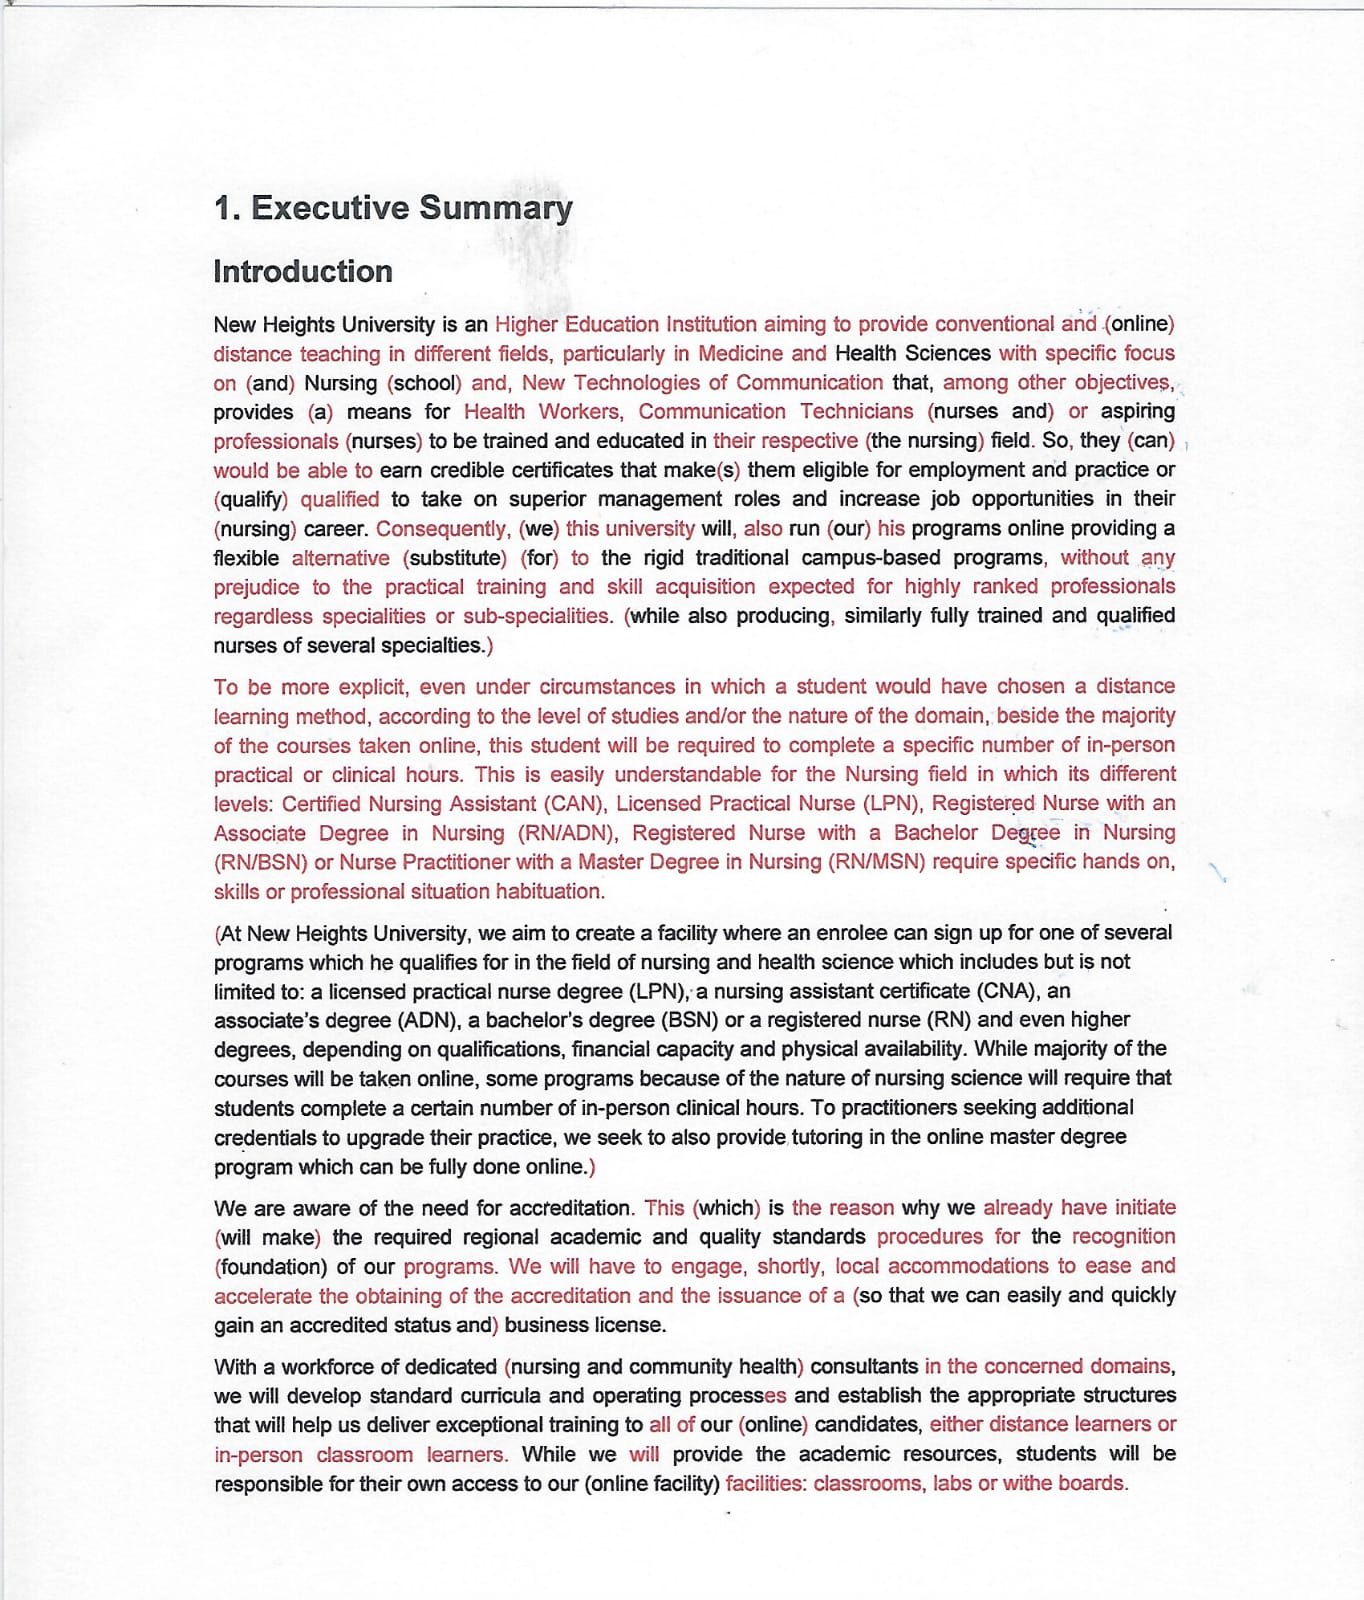 1. Executive Summary
Introduction
New Heights University is an Higher Education Institution aiming to provide conventional and (online)
distance teaching in different fields, particularly in Medicine and Health Sciences with specific focus
on (and) Nursing (school) and, New Technologies of Communication that, among other objectives,
provides (a) means for Health Workers, Communication Technicians (nurses and) or aspiring
professionals (nurses) to be trained and educated in their respective (the nursing) field. So, they (can)
would be able to earn credible certificates that make(s) them eligible for employment and practice or
(qualify) qualified to take on superior management roles and increase job opportunities in their
(nursing) career. Consequently, (we) this university will, also run (our) his programs online providing a
flexible alternative (substitute) (for) to the rigid traditional campus-based programs, without any
prejudice to the practical training and skill acquisition expected for highly ranked professionals
regardless specialities or sub-specialities. (while also producing, similarly fully trained and qualified
nurses of several specialties.)
To be more explicit, even under circumstances in which a student would have chosen a distance
learning method, according to the level of studies and/or the nature of the domain, beside the majority
of the courses taken online, this student will be required to complete a specific number of in-person
practical or clinical hours. This is easily understandable for the Nursing field in which its different
levels: Certified Nursing Assistant (CAN), Licensed Practical Nurse (LPN), Registered Nurse with an
Associate Degree in Nursing (RN/ADN), Registered Nurse with a Bachelor Degree in Nursing
(RN/BSN) or Nurse Practitioner with a Master Degree in Nursing (RN/MSN) require specific hands on,
skills or professional situation habituation.
(At New Heights University, we aim to create a facility where an enrolee can sign up for one of several
programs which he qualifies for in the field of nursing and health science which includes but is not
limited to: a licensed practical nurse degree (LPN), a nursing assistant certificate (CNA), an
associate's degree (ADN), a bachelor's degree (BSN) or a registered nurse (RN) and even higher
degrees, depending on qualifications, financial capacity and physical availability. While majority of the
courses will be taken online, some programs because of the nature of nursing science will require that
students complete a certain number of in-person clinical hours. To practitioners seeking additional
credentials to upgrade their practice, we seek to also provide tutoring in the online master degree
program which can be fully done online.)
We are aware of the need for accreditation. This (which) is the reason why we already have initiate
(will make) the required regional academic and quality standards procedures for the recognition
(foundation) of our programs. We will have to engage, shortly, local accommodations to ease and
accelerate the obtaining of the accreditation and the issuance of a (so that we can easily and quickly
gain an accredited status and) business license.
With a workforce of dedicated (nursing and community health) consultants in the concerned domains,
we will develop standard curricula and operating processes and establish the appropriate structures
that will help us deliver exceptional training to all of our (online) candidates, either distance learners or
in-person classroom learners. While we will provide the academic resources, students will be
responsible for their own access to our (online facility) facilities: classrooms, labs or withe boards.